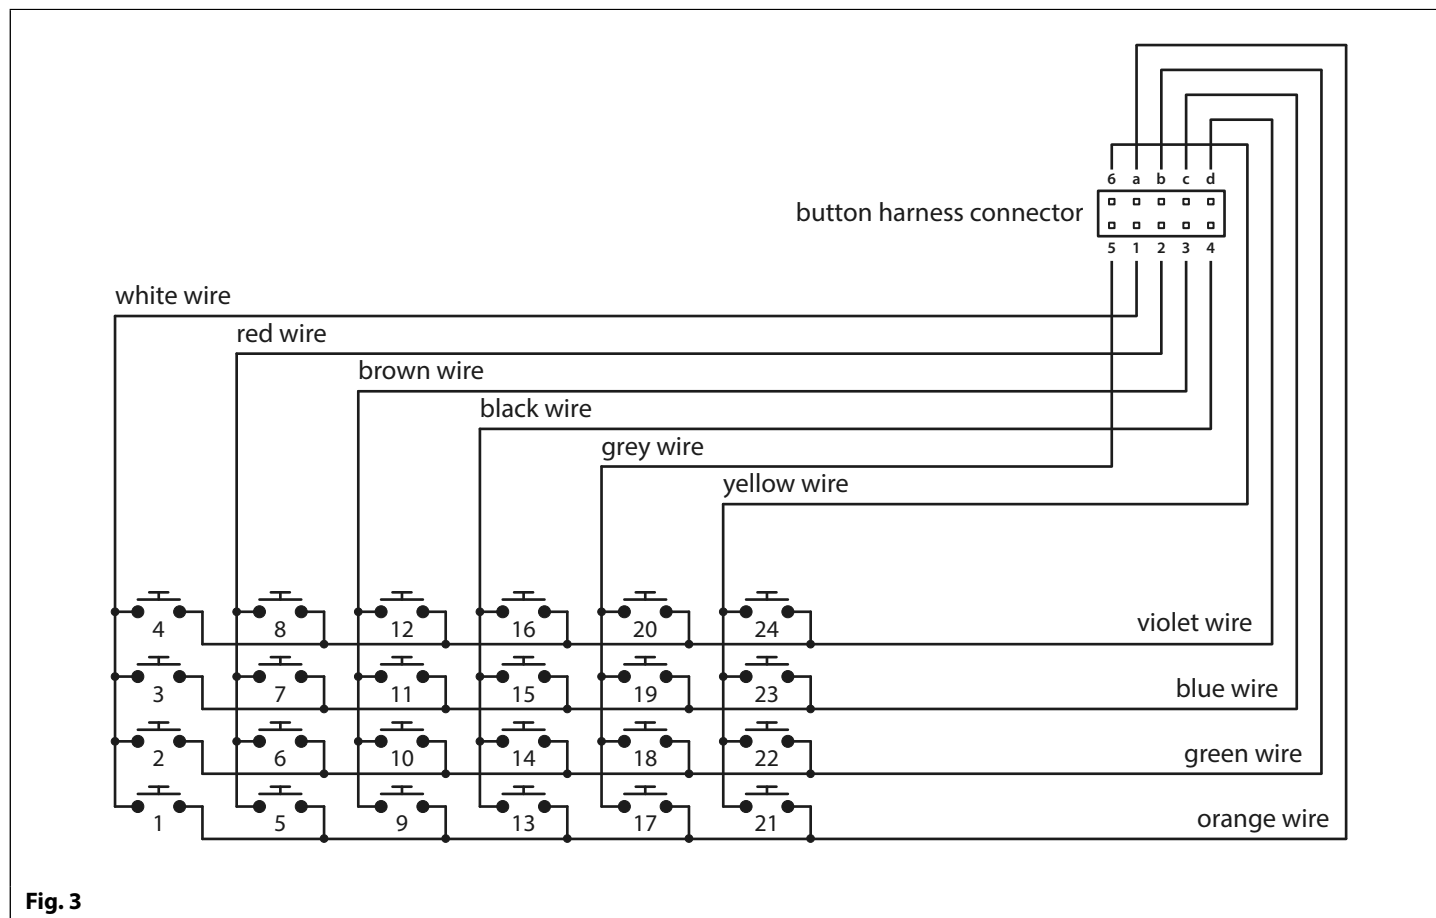 6 a b c d
button harness connector
5 1 2 3 4
white wire
red wire
brown wire
black wire
grey wire
yellow wire
4 8 12 16 20 24
violet wire
3 7 11 15 19 23
blue wire
2 6 10 14 18 22
green wire
1 5 9 13 17 21
orange wire
Fig. 3